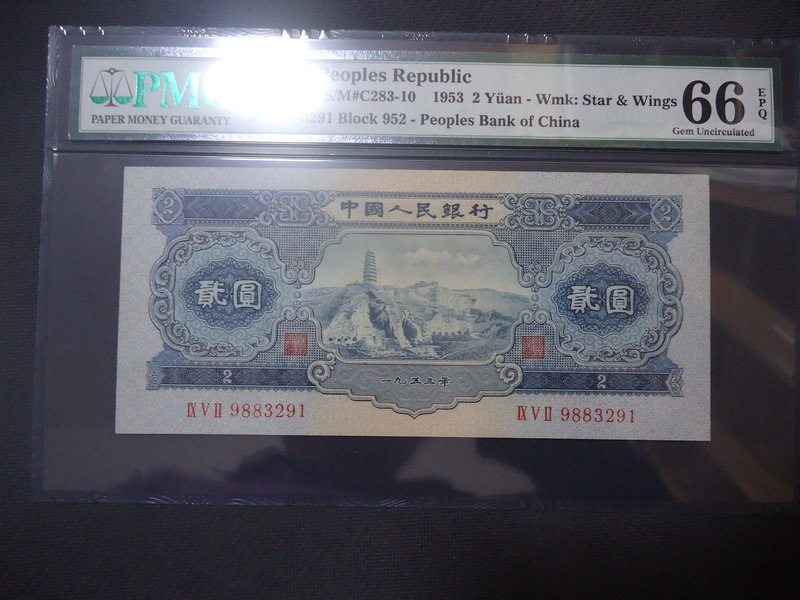 PMG
PAPER MONEY GUARANTY
Peoples Republic
S/M#C283-10 1953 2 Yüan - Wmk: Star & Wings
3291 Block 952 - Peoples Bank of China
66
EPQ
Gem Uncirculated
2
中國人民銀行
2
貳圓
貳圓
2
一九五三年
2
ⅨⅤⅡ 9883291
ⅨⅤⅡ 9883291